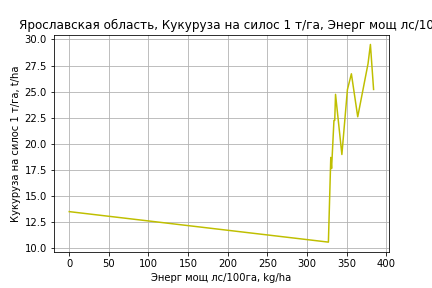 Ярославская область, Кукуруза на силос 1 т/га, Энерг мощ лс/10
30.0
27.5
25.0
22.5
20.0
17.5
15.0
12.5
10.0
Кукуруза на силос 1 т/га, t/ha
0 50 100 150 200 250 300 350 400
Энерг мощ лс/100га, kg/ha